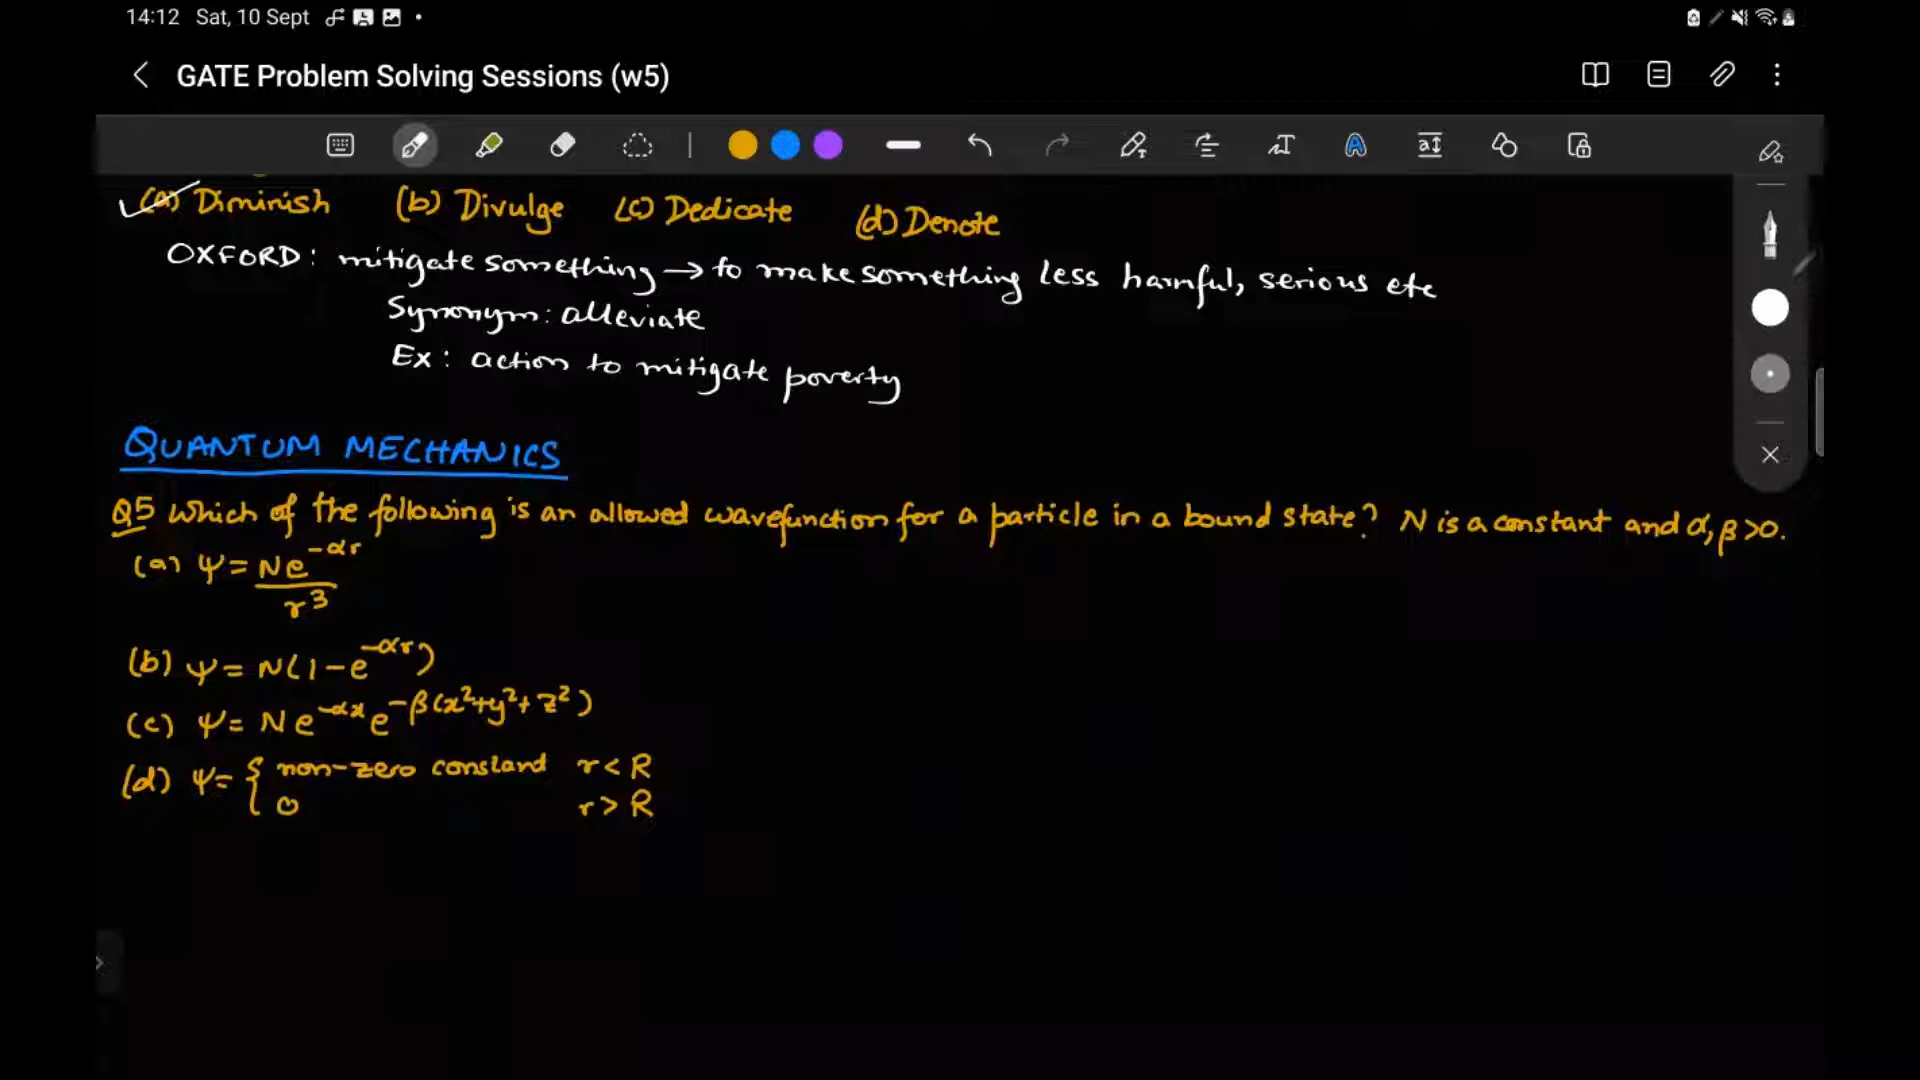 14:12 Sat, 10 Sept
GATE Problem Solving Sessions (w5)
(a) Diminish (b) Divulge (c) Dedicate (d) Denote
OXFORD: mitigate something → to make something less harmful, serious etc
Synonym: alleviate
Ex: action to mitigate poverty
QUANTUM MECHANICS
Q5 Which of the following is an allowed wavefunction for a particle in a bound state? N is a constant and α, β>0.
(a) Ψ = Ne^{-αr} / r^3
(b) Ψ = N(1-e^{-αr})
(c) Ψ = Ne^{-αx} e^{-β(x²+y²+z²)}
(d) Ψ = { non-zero constand r < R
0 r > R